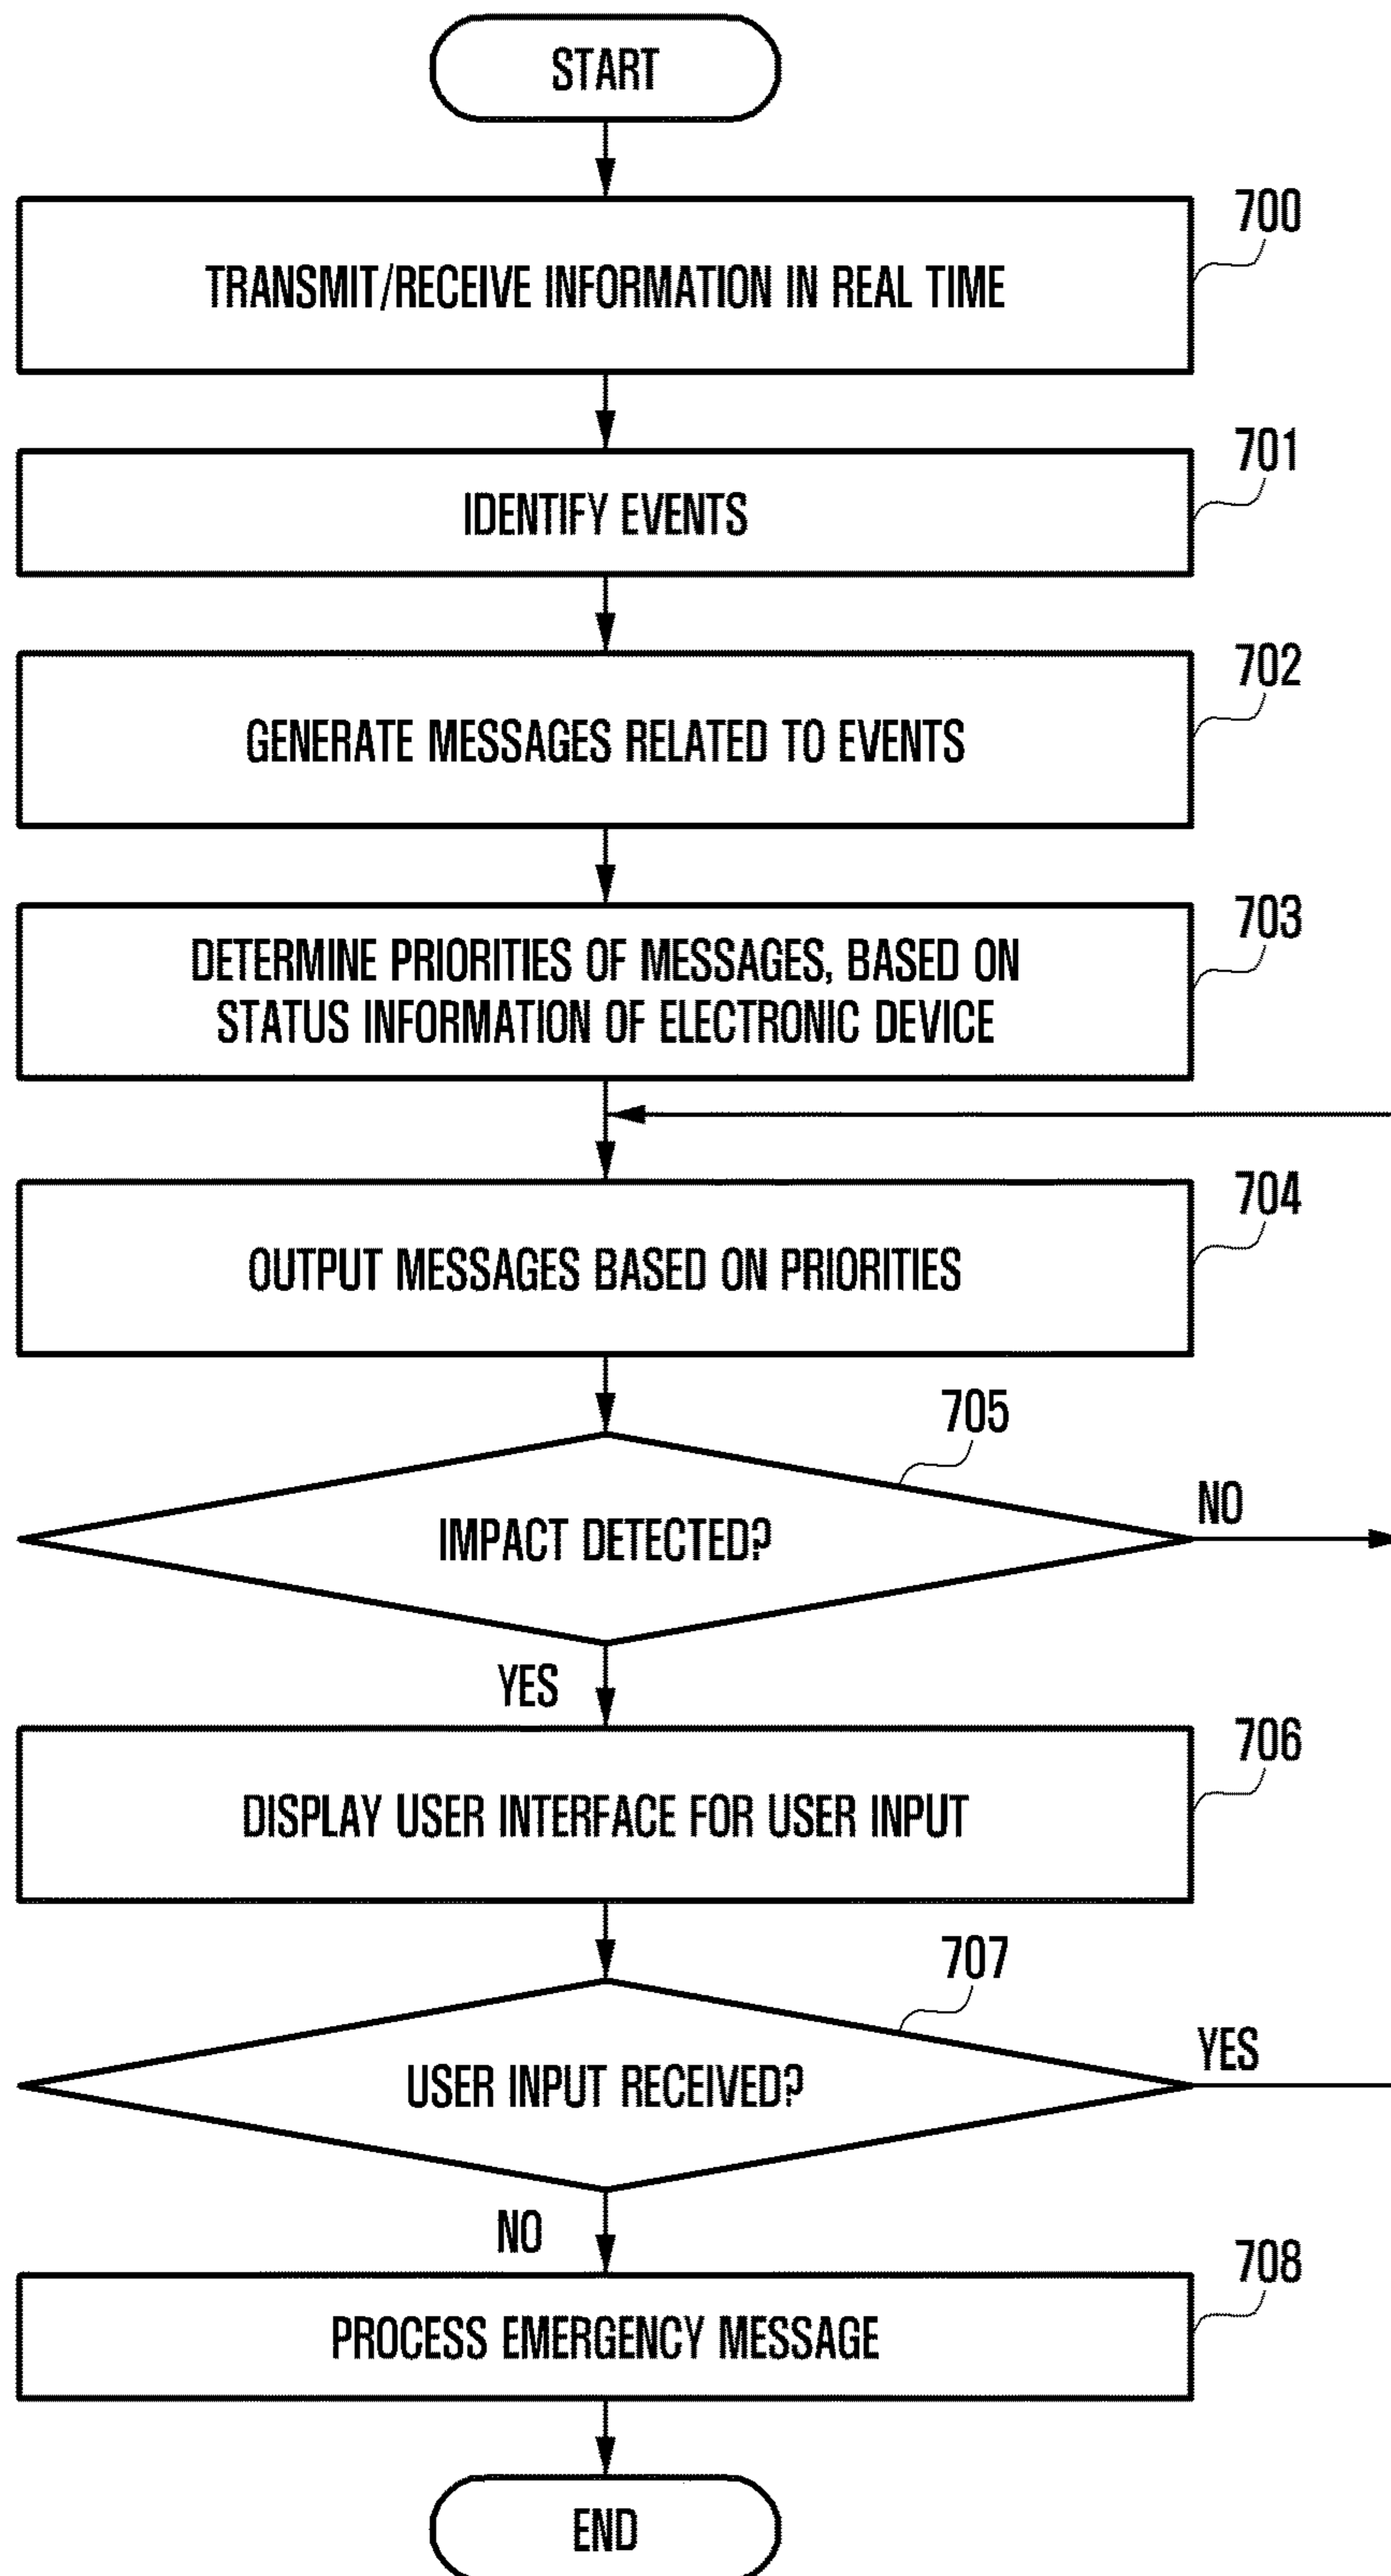 START
700
TRANSMIT/RECEIVE INFORMATION IN REAL TIME
701
IDENTIFY EVENTS
702
GENERATE MESSAGES RELATED TO EVENTS
703
DETERMINE PRIORITIES OF MESSAGES, BASED ON
STATUS INFORMATION OF ELECTRONIC DEVICE
704
OUTPUT MESSAGES BASED ON PRIORITIES
705
IMPACT DETECTED?
NO
YES
706
DISPLAY USER INTERFACE FOR USER INPUT
707
USER INPUT RECEIVED?
YES
NO
708
PROCESS EMERGENCY MESSAGE
END